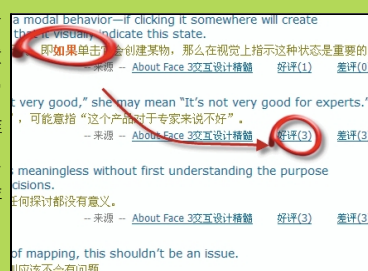 a modal behavior—if clicking it somewhere will create
that it visually indicate this state.
即如果单击它会创建某物，那么在视觉上指示这种状态是重要的
-- 来源 -- About Face 3交互设计精髓 好评(1) 差评(0
t very good,” she may mean “It’s not very good for experts.”
，可能意指“这个产品对于专家来说不好”。
-- 来源 -- About Face 3交互设计精髓 好评(3) 差评(3
meaningless without first understanding the purpose
cisions.
任何探讨都没有意义。
-- 来源 -- About Face 3交互设计精髓 好评(3) 差评(3)
of mapping, this shouldn’t be an issue.
则应该不会有问题